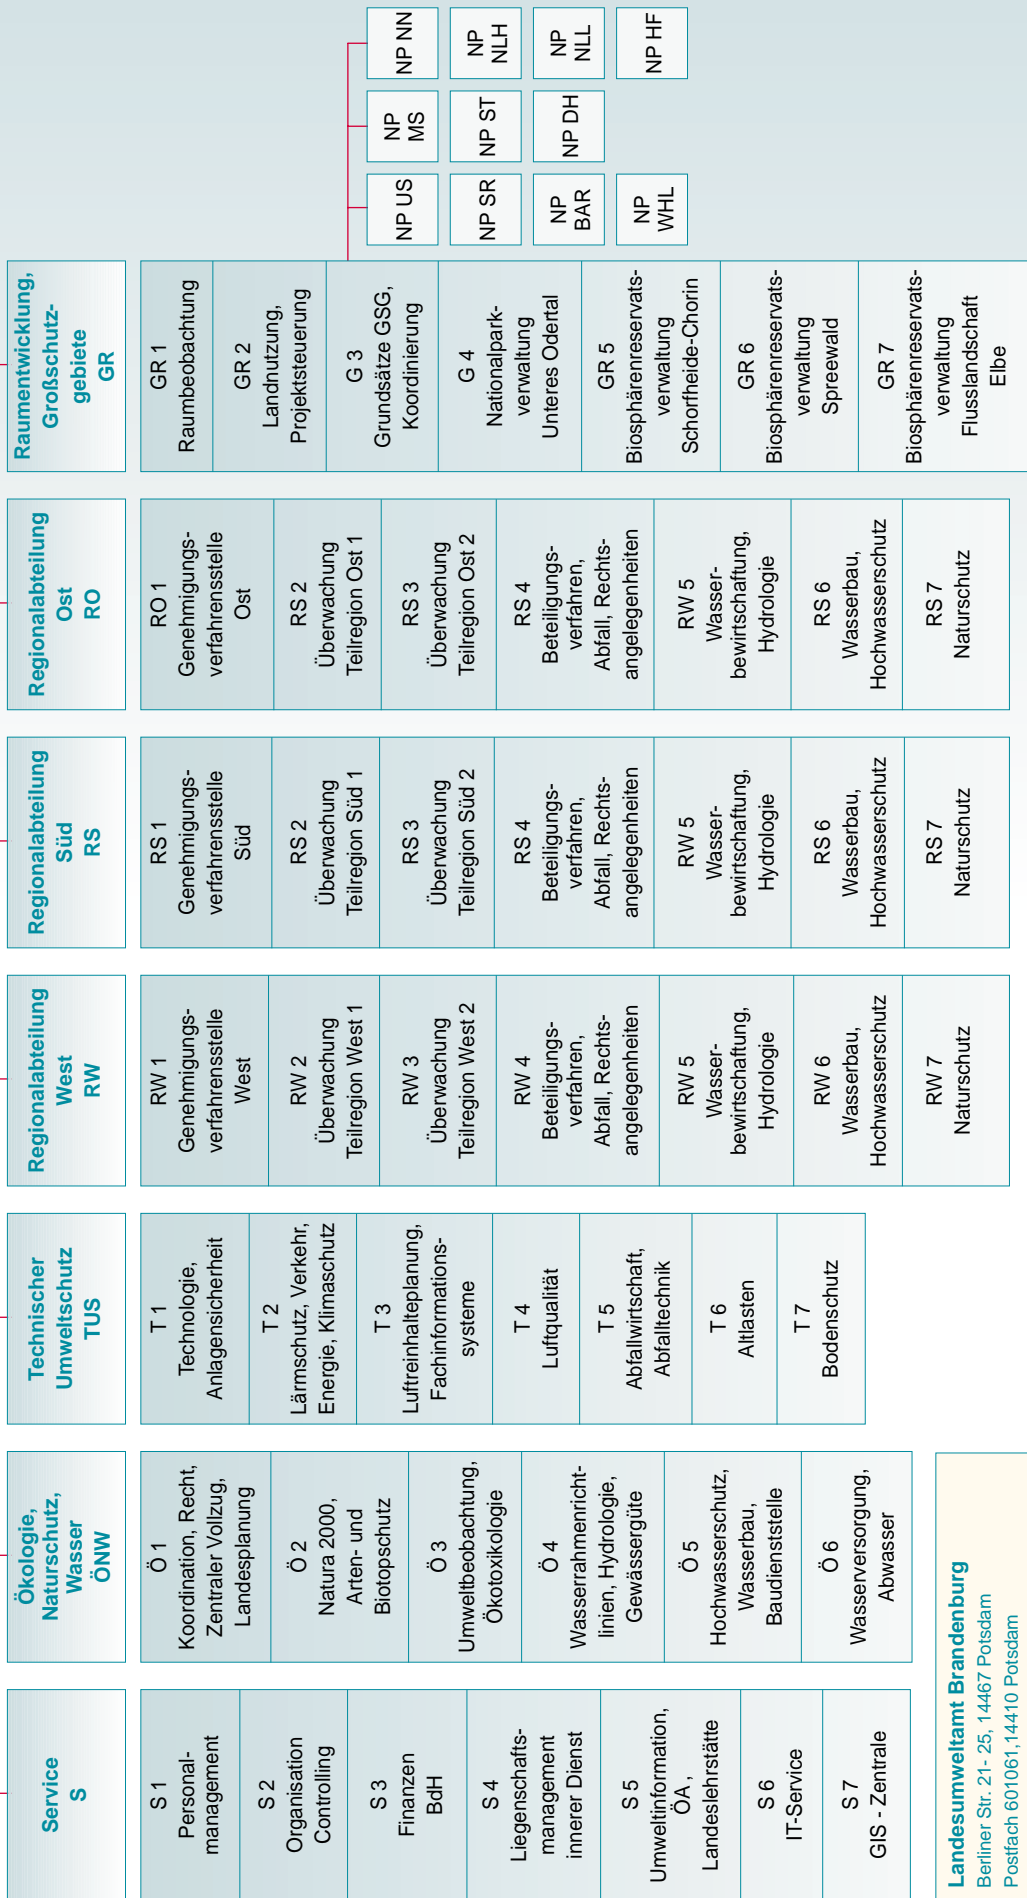 Service
S
S 1
Personal-
management
S 2
Organisation
Controlling
S 3
Finanzen
BdH
S 4
Liegenschafts-
management
innerer Dienst
S 5
Umweltinformation,
ÖA ,
Landeslehrstätte
S 6
IT-Service
S 7
GIS - Zentrale
Ökologie,
Naturschutz,
Wasser
ÖNW
Ö 1
Koordination, Recht,
Zentraler Vollzug,
Landesplanung
Ö 2
Natura 2000,
Arten- und
Biotopschutz
Ö 3
Umweltbeobachtung,
Ökotoxikologie
Ö 4
Wasserrahmenricht-
linien, Hydrologie,
Gewässergüte
Ö 5
Hochwasserschutz,
Wasserbau,
Baudienststelle
Ö 6
Wasserversorgung,
Abwasser
Technischer
Umweltschutz
TUS
T 1
Technologie,
Anlagensicherheit
T 2
Lärmschutz, Verkehr,
Energie, Klimaschutz
T 3
Luftreinhalteplanung,
Fachinformations-
systeme
T 4
Luftqualität
T 5
Abfallwirtschaft,
Abfalltechnik
T 6
Altlasten
T 7
Bodenschutz
Regionalabteilung
West
RW
RW 1
Genehmigungs-
verfahrensstelle
West
RW 2
Überwachung
Teilregion West 1
RW 3
Überwachung
Teilregion West 2
RW 4
Beteiligungs-
verfahren,
Abfall, Rechts-
angelegenheiten
RW 5
Wasser-
bewirtschaftung,
Hydrologie
RW 6
Wasserbau,
Hochwasserschutz
RW 7
Naturschutz
Regionalabteilung
Süd
RS
RS 1
Genehmigungs-
verfahrensstelle
Süd
RS 2
Überwachung
Teilregion Süd 1
RS 3
Überwachung
Teilregion Süd 2
RS 4
Beteiligungs-
verfahren,
Abfall, Rechts-
angelegenheiten
RW 5
Wasser-
bewirtschaftung,
Hydrologie
RS 6
Wasserbau,
Hochwasserschutz
RS 7
Naturschutz
Regionalabteilung
Ost
RO
RO 1
Genehmigungs-
verfahrensstelle
Ost
RS 2
Überwachung
Teilregion Ost 1
RS 3
Überwachung
Teilregion Ost 2
RS 4
Beteiligungs-
verfahren,
Abfall, Rechts-
angelegenheiten
RW 5
Wasser-
bewirtschaftung,
Hydrologie
RS 6
Wasserbau,
Hochwasserschutz
RS 7
Naturschutz
Raumentwicklung,
Großschutz-
gebiete
GR
GR 1
Raumbeobachtung
GR 2
Landnutzung,
Projektsteuerung
G 3
Grundsätze GSG,
Koordinierung
G 4
Nationalpark-
verwaltung
Unteres Odertal
GR 5
Biosphärenreservats-
verwaltung
Schorfheide-Chorin
GR 6
Biosphärenreservats-
verwaltung
Spreewald
GR 7
Biosphärenreservats-
verwaltung
Flusslandschaft
Elbe
NP US
NP SR
NP
BAR
NP
WHL
NP
MS
NP ST
NP DH
NP NN
NP
NLH
NP
NLL
NP HF
Landesumweltamt Brandenburg
Berliner Str. 21- 25, 14467 Potsdam
Postfach 601061,14410 Potsdam